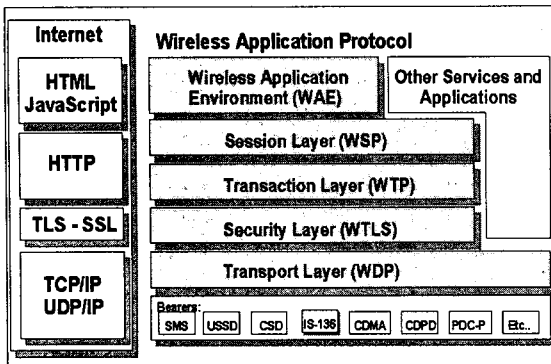 Internet
HTML
JavaScript
HTTP
TLS - SSL
TCP/IP
UDP/IP
Wireless Application Protocol
Wireless Application
Environment (WAE)
Other Services and
Applications
Session Layer (WSP)
Transaction Layer (WTP)
Security Layer (WTLS)
Transport Layer (WDP)
Bearers:
SMS USSD CSD IS-136 CDMA CDPD PDC-P Etc..